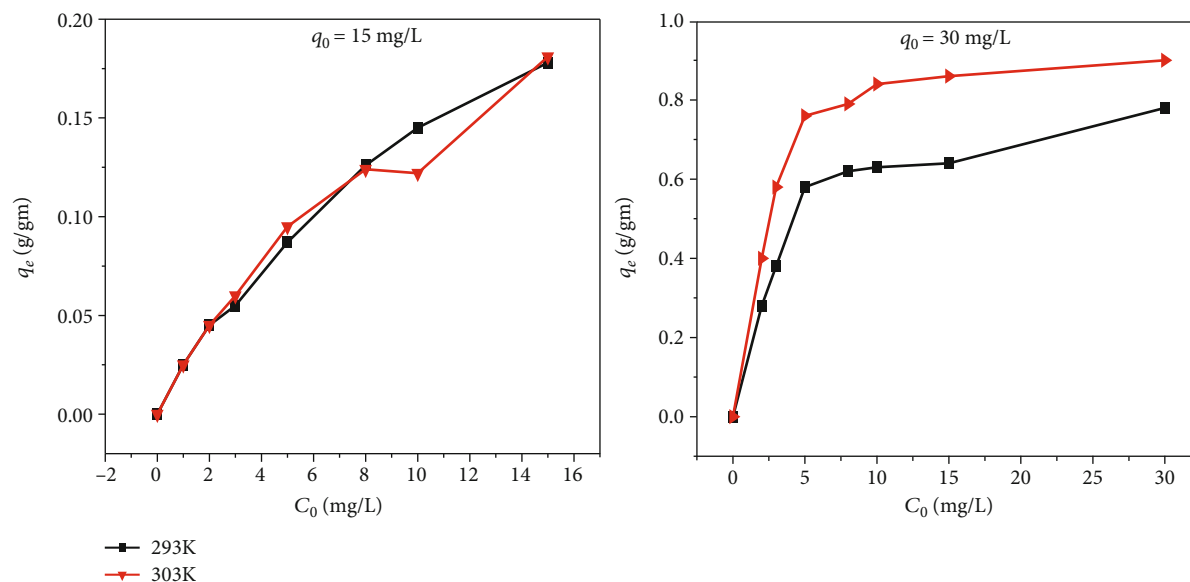 q₀ = 15 mg/L
0.20
0.15
0.10
0.05
0.00
qₑ (g/gm)
−2 0 2 4 6 8 10 12 14 16
C₀ (mg/L)
293K
303K
q₀ = 30 mg/L
1.0
0.8
0.6
0.4
0.2
0.0
qₑ (g/gm)
0 5 10 15 20 25 30
C₀ (mg/L)